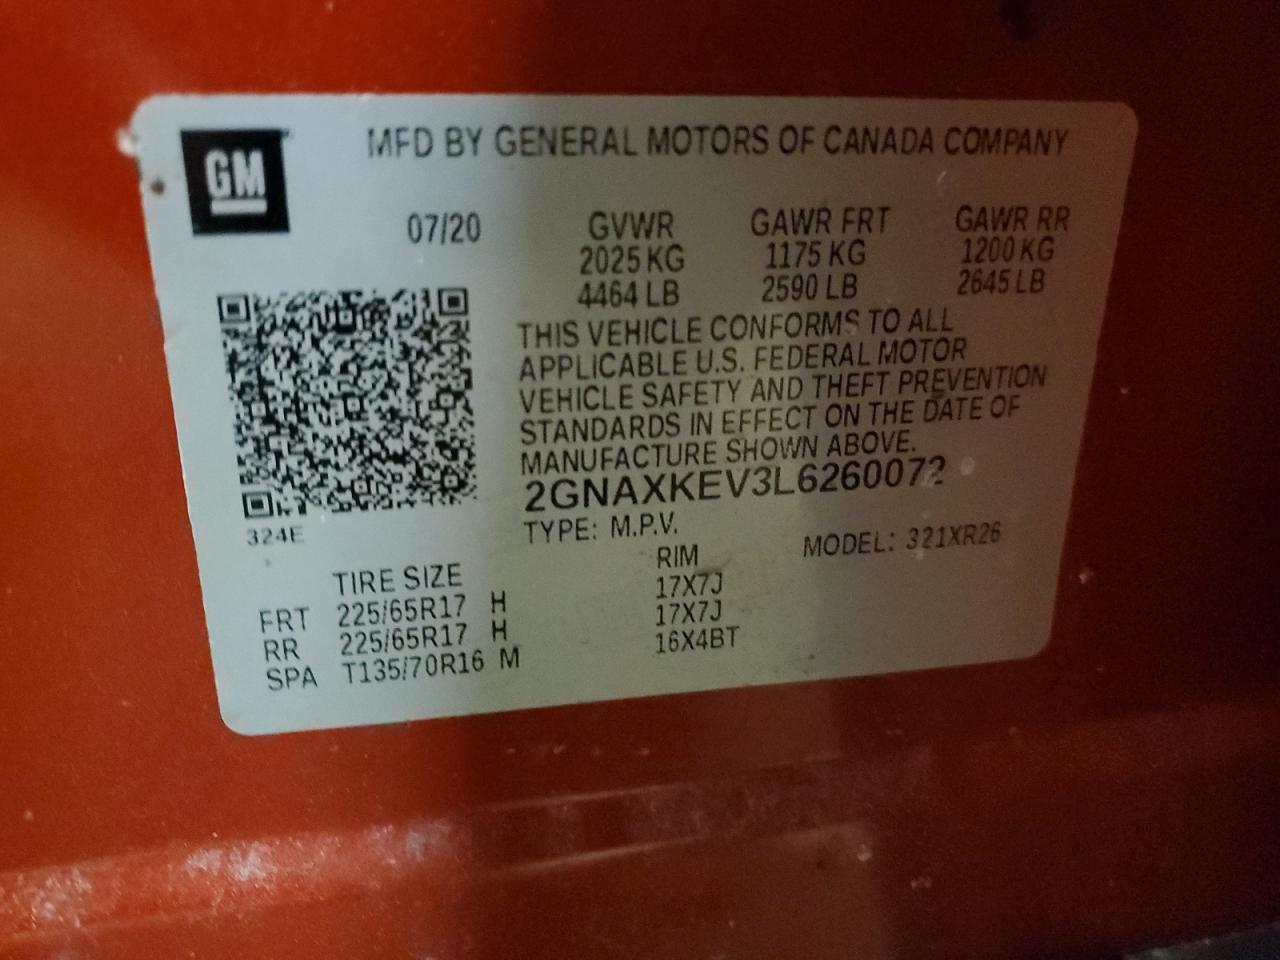 GM
MFD BY GENERAL MOTORS OF CANADA COMPANY
07/20 GVWR GAWR FRT GAWR RR
2025 KG 1175 KG 1200 KG
4464 LB 2590 LB 2645 LB
THIS VEHICLE CONFORMS TO ALL
APPLICABLE U.S. FEDERAL MOTOR
VEHICLE SAFETY AND THEFT PREVENTION
STANDARDS IN EFFECT ON THE DATE OF
MANUFACTURE SHOWN ABOVE.
2GNAXKEV3L6260072
324E
TYPE: M.P.V. MODEL: 321XR26
TIRE SIZE RIM
FRT 225/65R17 H 17X7J
RR 225/65R17 H 17X7J
SPA T135/70R16 M 16X4BT